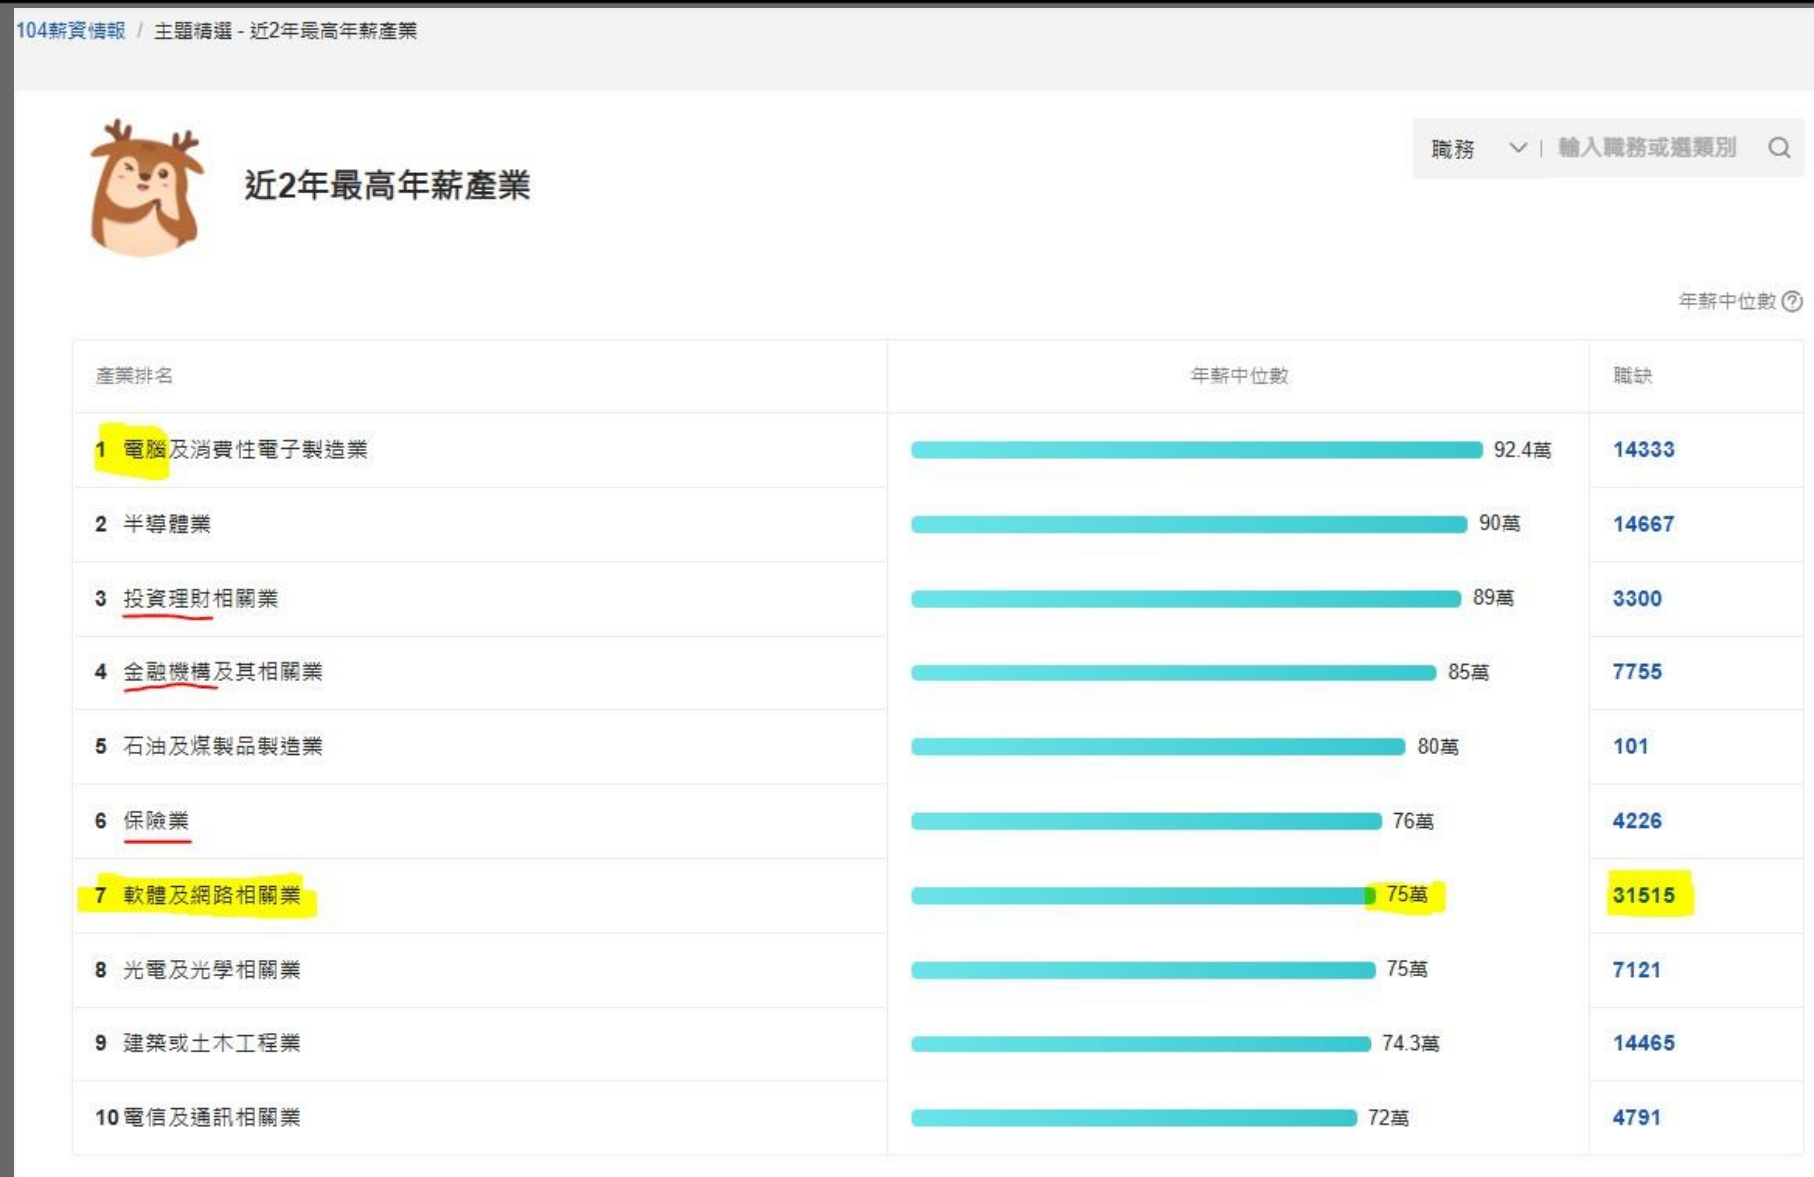 104薪資情報 / 主題精選 - 近2年最高年薪產業
近2年最高年薪產業
職務 | 輸入職務或選類別
年薪中位數 ?
產業排名 年薪中位數 職缺
1 電腦及消費性電子製造業 92.4萬 14333
2 半導體業 90萬 14667
3 投資理財相關業 89萬 3300
4 金融機構及其相關業 85萬 7755
5 石油及煤製品製造業 80萬 101
6 保險業 76萬 4226
7 軟體及網路相關業 75萬 31515
8 光電及光學相關業 75萬 7121
9 建築或土木工程業 74.3萬 14465
10 電信及通訊相關業 72萬 4791